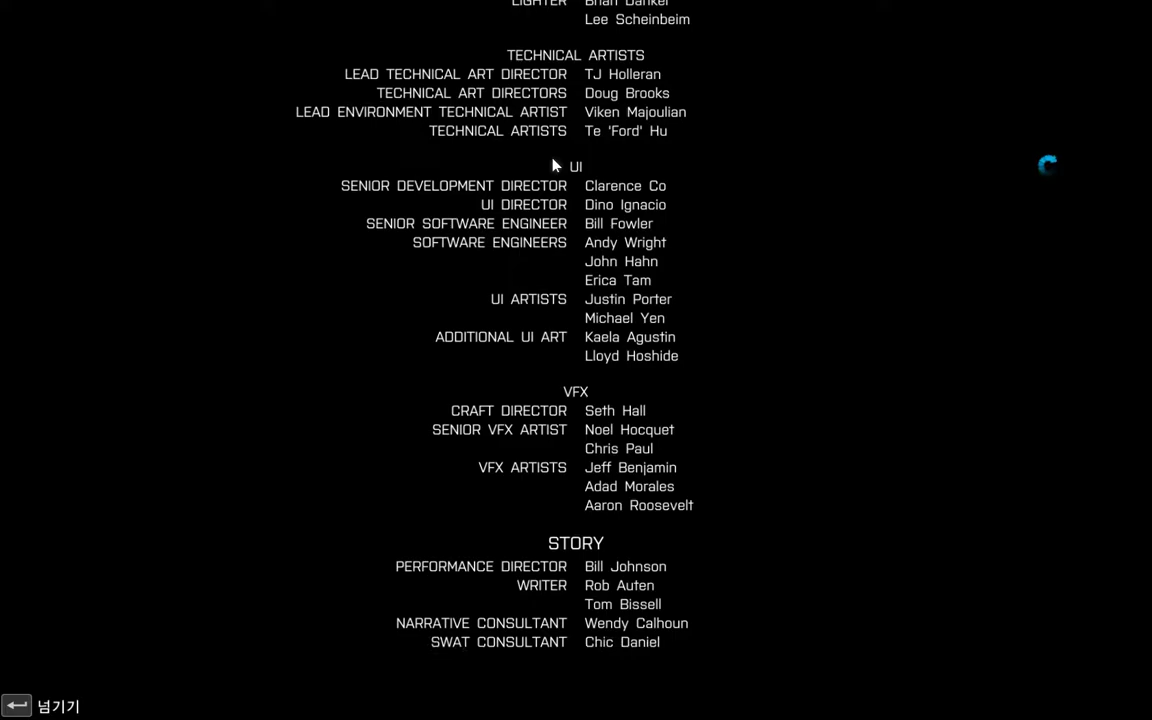 LIGHTER Brian Danker
Lee Scheinbeim
TECHNICAL ARTISTS
LEAD TECHNICAL ART DIRECTOR TJ Holleran
TECHNICAL ART DIRECTORS Doug Brooks
LEAD ENVIRONMENT TECHNICAL ARTIST Viken Majoulian
TECHNICAL ARTISTS Te 'Ford' Hu
UI
SENIOR DEVELOPMENT DIRECTOR Clarence Co
UI DIRECTOR Dino Ignacio
SENIOR SOFTWARE ENGINEER Bill Fowler
SOFTWARE ENGINEERS Andy Wright
John Hahn
Erica Tam
UI ARTISTS Justin Porter
Michael Yen
ADDITIONAL UI ART Kaela Agustin
Lloyd Hoshide
VFX
CRAFT DIRECTOR Seth Hall
SENIOR VFX ARTIST Noel Hocquet
Chris Paul
VFX ARTISTS Jeff Benjamin
Adad Morales
Aaron Roosevelt
STORY
PERFORMANCE DIRECTOR Bill Johnson
WRITER Rob Auten
Tom Bissell
NARRATIVE CONSULTANT Wendy Calhoun
SWAT CONSULTANT Chic Daniel
넘기기